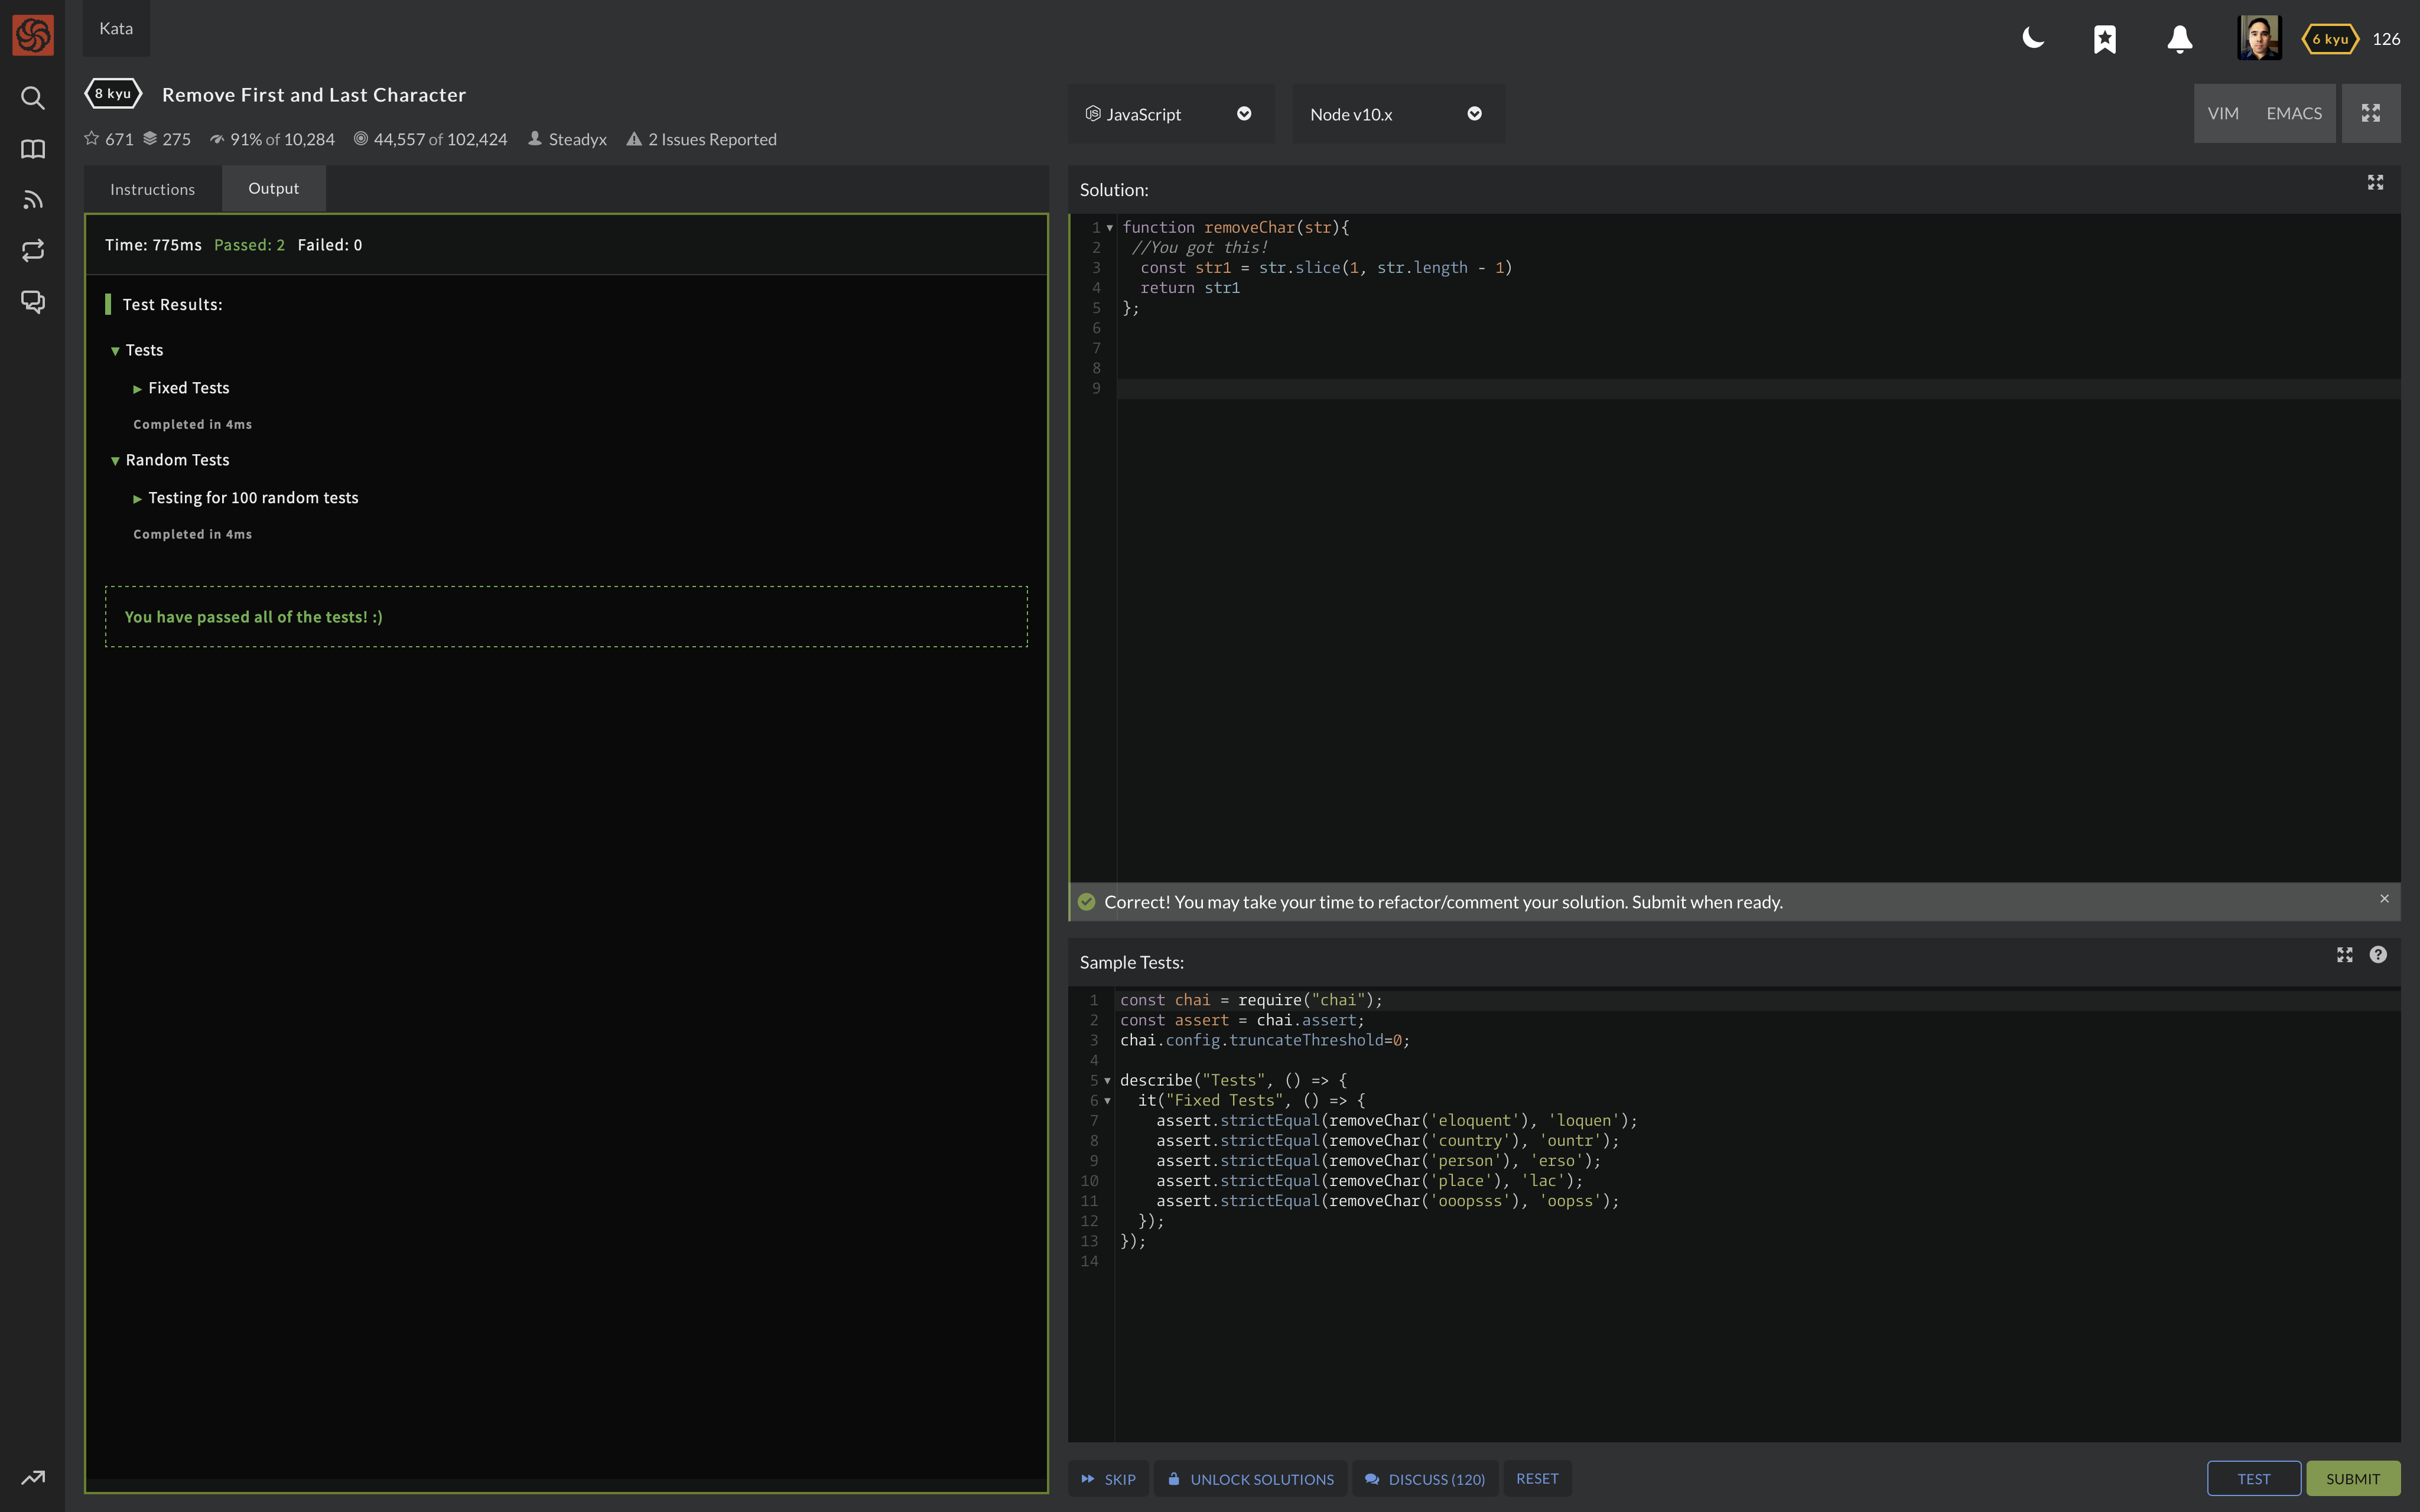 Kata
6 kyu 126
8 kyu Remove First and Last Character
671 275 91% of 10,284 44,557 of 102,424 Steadyx 2 Issues Reported
JavaScript Node v10.x VIM EMACS
Instructions Output
Time: 775ms Passed: 2 Failed: 0
Test Results:
Tests
Fixed Tests
Completed in 4ms
Random Tests
Testing for 100 random tests
Completed in 4ms
You have passed all of the tests! :)
Solution:
1 function removeChar(str){
2 //You got this!
3 const str1 = str.slice(1, str.length - 1)
4 return str1
5 };
6
7
8
9
Correct! You may take your time to refactor/comment your solution. Submit when ready.
Sample Tests:
1 const chai = require("chai");
2 const assert = chai.assert;
3 chai.config.truncateThreshold=0;
4
5 describe("Tests", () => {
6 it("Fixed Tests", () => {
7 assert.strictEqual(removeChar('eloquent'), 'loquen');
8 assert.strictEqual(removeChar('country'), 'ountr');
9 assert.strictEqual(removeChar('person'), 'erso');
10 assert.strictEqual(removeChar('place'), 'lac');
11 assert.strictEqual(removeChar('ooopsss'), 'oopss');
12 });
13 });
14
SKIP UNLOCK SOLUTIONS DISCUSS (120) RESET TEST SUBMIT